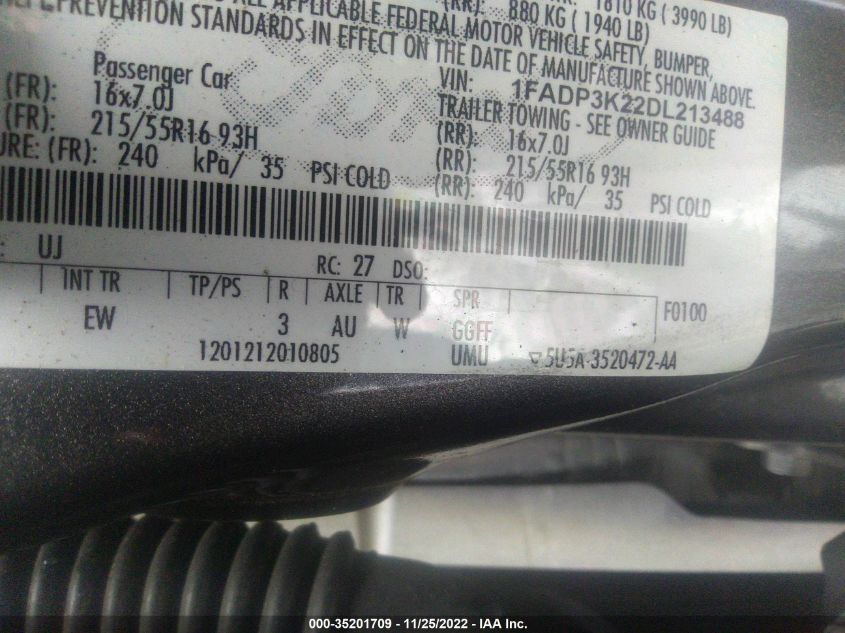 (RR): 880 KG ( 1940 LB) 1810 KG ( 3990 LB)
ALL APPLICABLE FEDERAL MOTOR VEHICLE SAFETY, BUMPER,
PREVENTION STANDARDS IN EFFECT ON THE DATE OF MANUFACTURE SHOWN ABOVE.
Passenger Car VIN: 1FADP3K22DL213488
TRAILER TOWING - SEE OWNER GUIDE
(FR): 16x7.0J (RR): 16x7.0J
(FR): 215/55R16 93H (RR): 215/55R16 93H
URE: (FR): 240 kPa/ 35 PSI COLD (RR): 240 kPa/ 35 PSI COLD
: UJ
RC: 27 DSO:
INT TR TP/PS R AXLE TR SPR F0100
EW 3 AU W GGFF
1201212010805 UMU 5U5A-3520472-AA
000-35201709 - 11/25/2022 - IAA Inc.